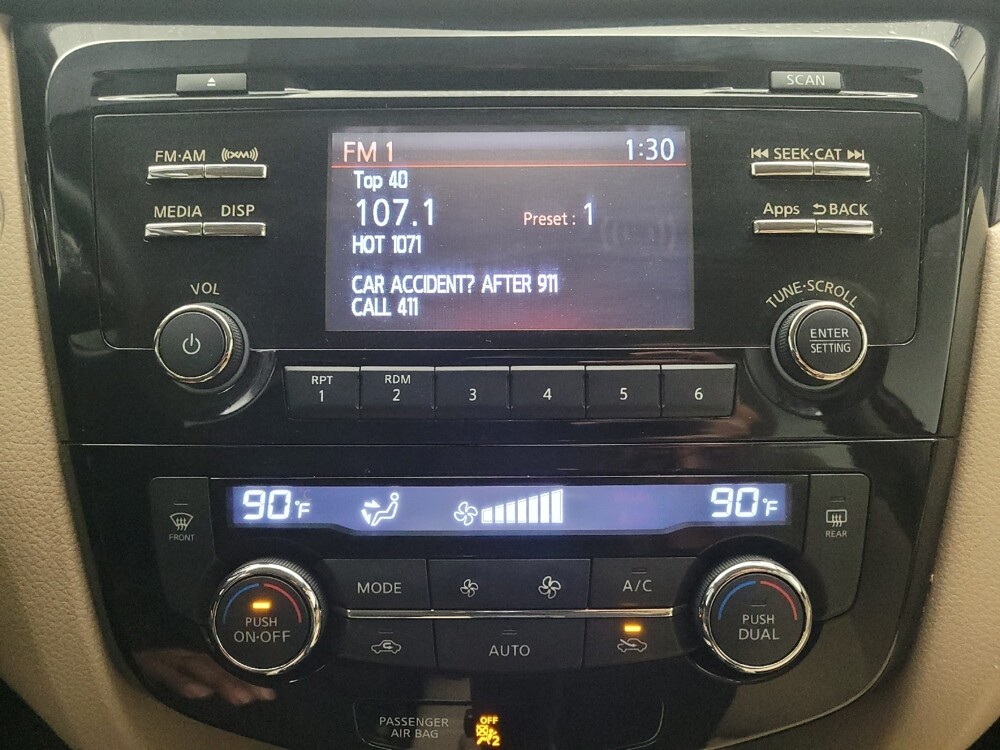 SCAN
FM·AM ((XM))
SEEK·CAT
MEDIA DISP
Apps BACK
VOL
TUNE·SCROLL
ENTER
SETTING
FM 1 1:30
Top 40
107.1 Preset : 1
HOT 1071
CAR ACCIDENT? AFTER 911
CALL 411
RPT
1
RDM
2
3
4
5
6
90°F 90°F
FRONT
REAR
MODE
A/C
PUSH
ON·OFF
AUTO
PUSH
DUAL
PASSENGER
AIR BAG
OFF
2